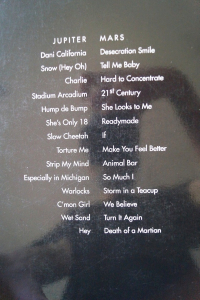 JUPITER MARS
Dani California Desecration Smile
Snow (Hey Oh) Tell Me Baby
Charlie Hard to Concentrate
Stadium Arcadium 21st Century
Hump de Bump She Looks to Me
She's Only 18 Readymade
Slow Cheetah If
Torture Me Make You Feel Better
Strip My Mind Animal Bar
Especially in Michigan So Much I
Warlocks Storm in a Teacup
C'mon Girl We Believe
Wet Sand Turn It Again
Hey Death of a Martian